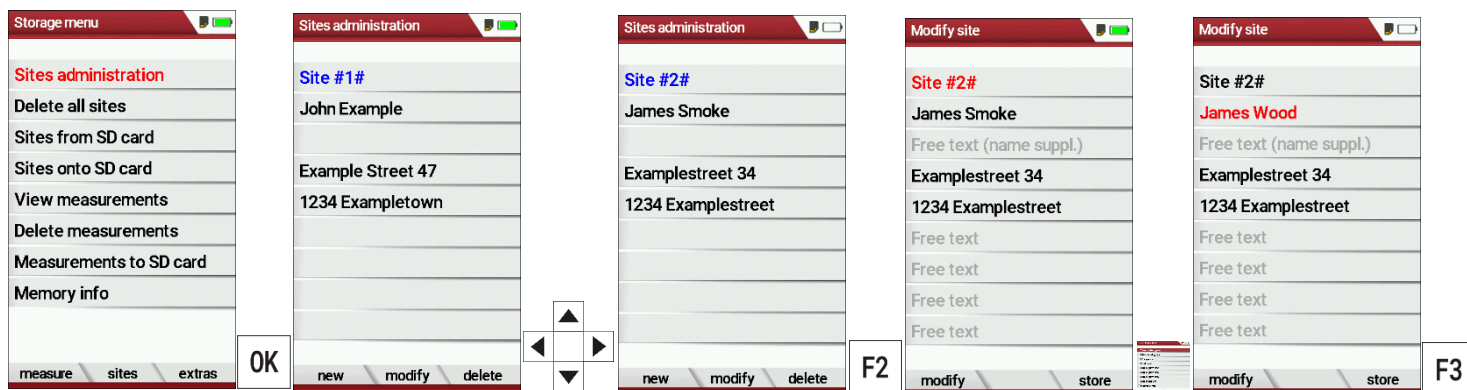 Storage menu
Sites administration
Delete all sites
Sites from SD card
Sites onto SD card
View measurements
Delete measurements
Measurements to SD card
Memory info
measure sites extras
OK
Sites administration
Site #1#
John Example
Example Street 47
1234 Exampletown
new modify delete
Sites administration
Site #2#
James Smoke
Examplestreet 34
1234 Examplestreet
new modify delete
F2
Modify site
Site #2#
James Smoke
Free text (name suppl.)
Examplestreet 34
1234 Examplestreet
Free text
Free text
Free text
Free text
modify store
Modify site
Site #2#
James Wood
Free text (name suppl.)
Examplestreet 34
1234 Examplestreet
Free text
Free text
Free text
Free text
modify store
F3